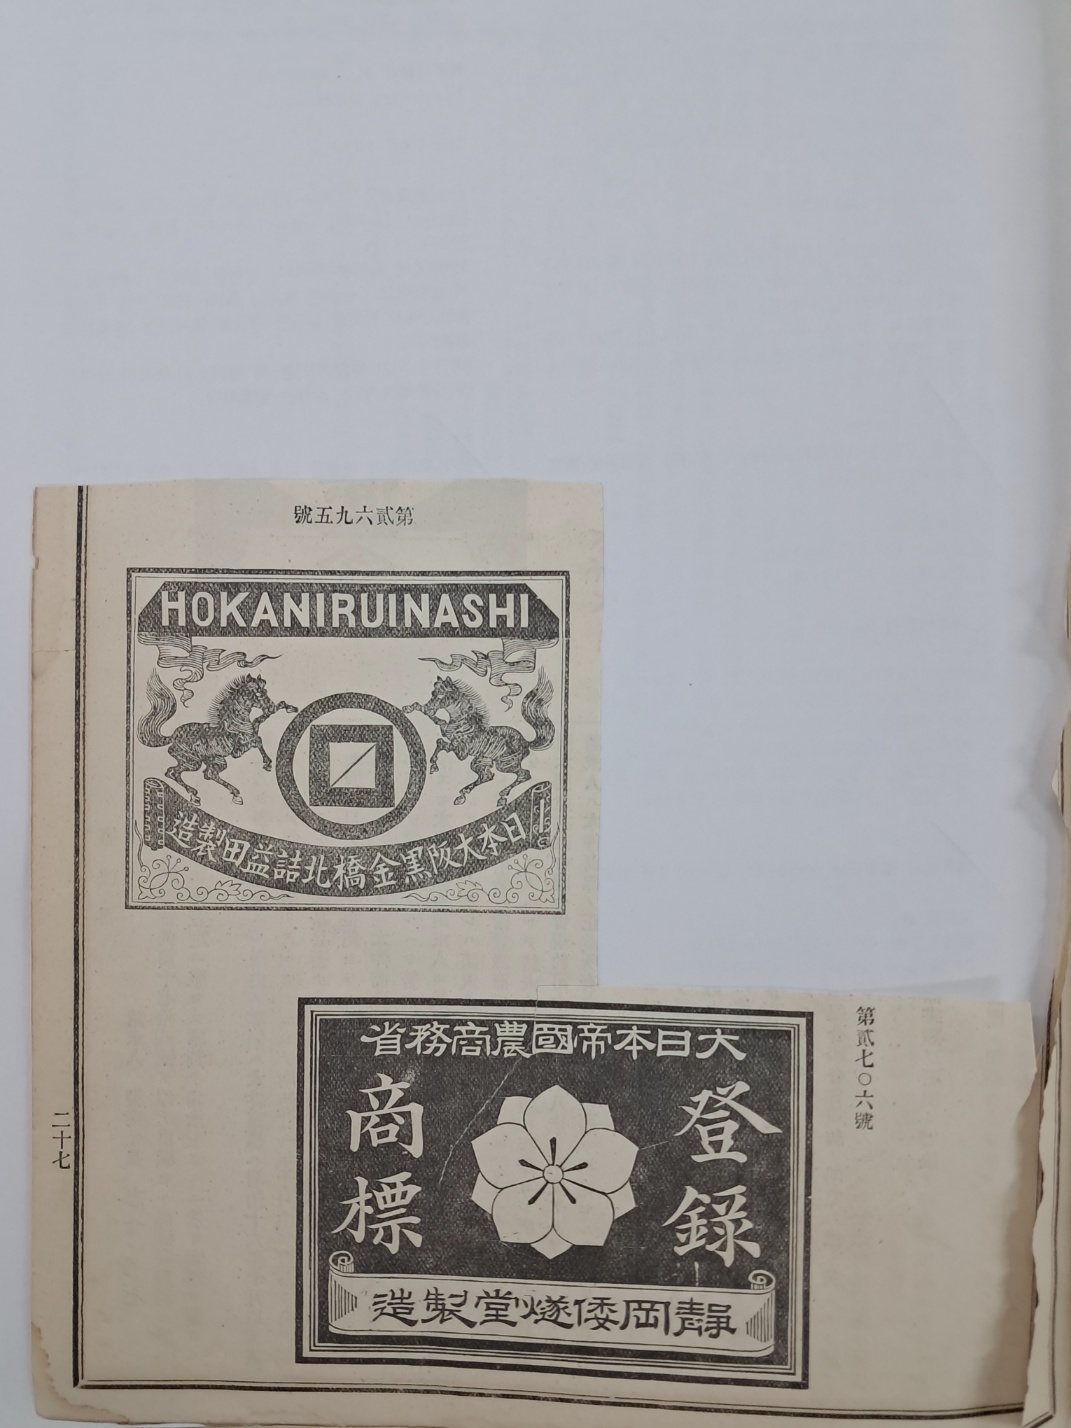 第貳六九五號
HOKANIRUINASHI
日本大阪黑金橋北詰益田製造
大日本帝國農商務省
登錄
商標
靜岡倭燧堂製造
第貳七〇六號
二十七